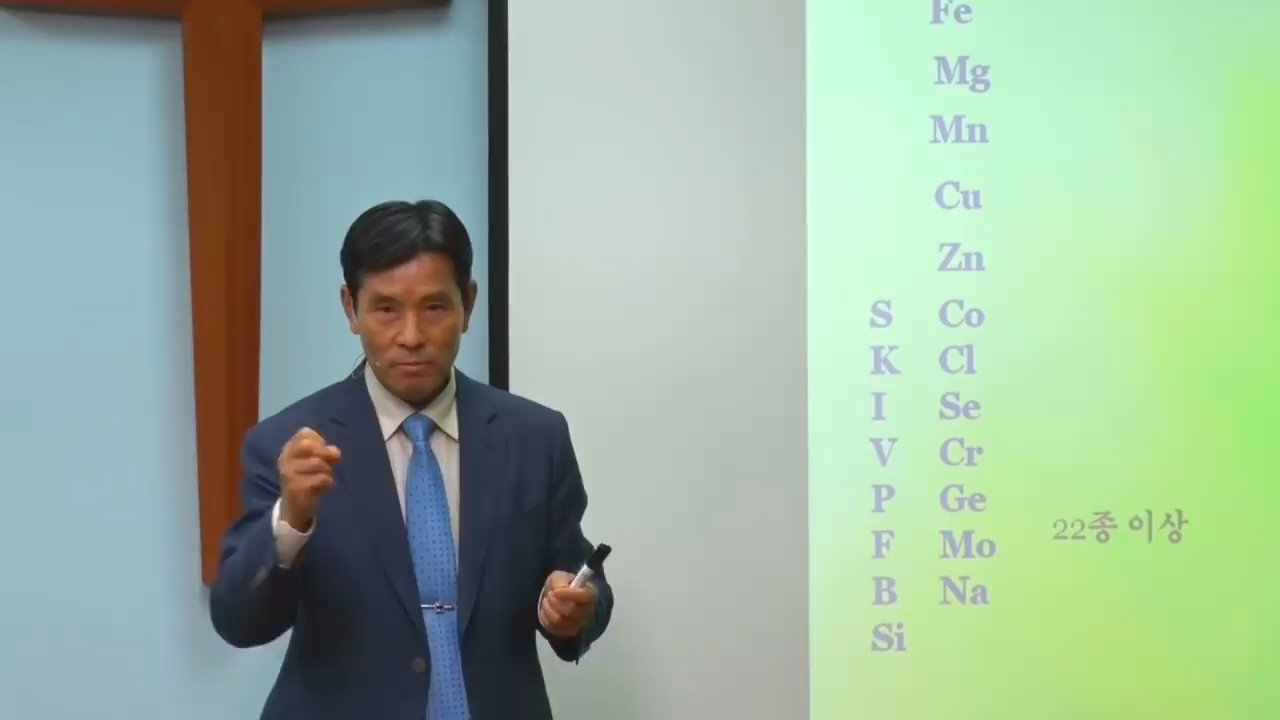 Fe
Mg
Mn
Cu
Zn
S Co
K Cl
I Se
V Cr
P Ge
F Mo
22종 이상
B Na
Si